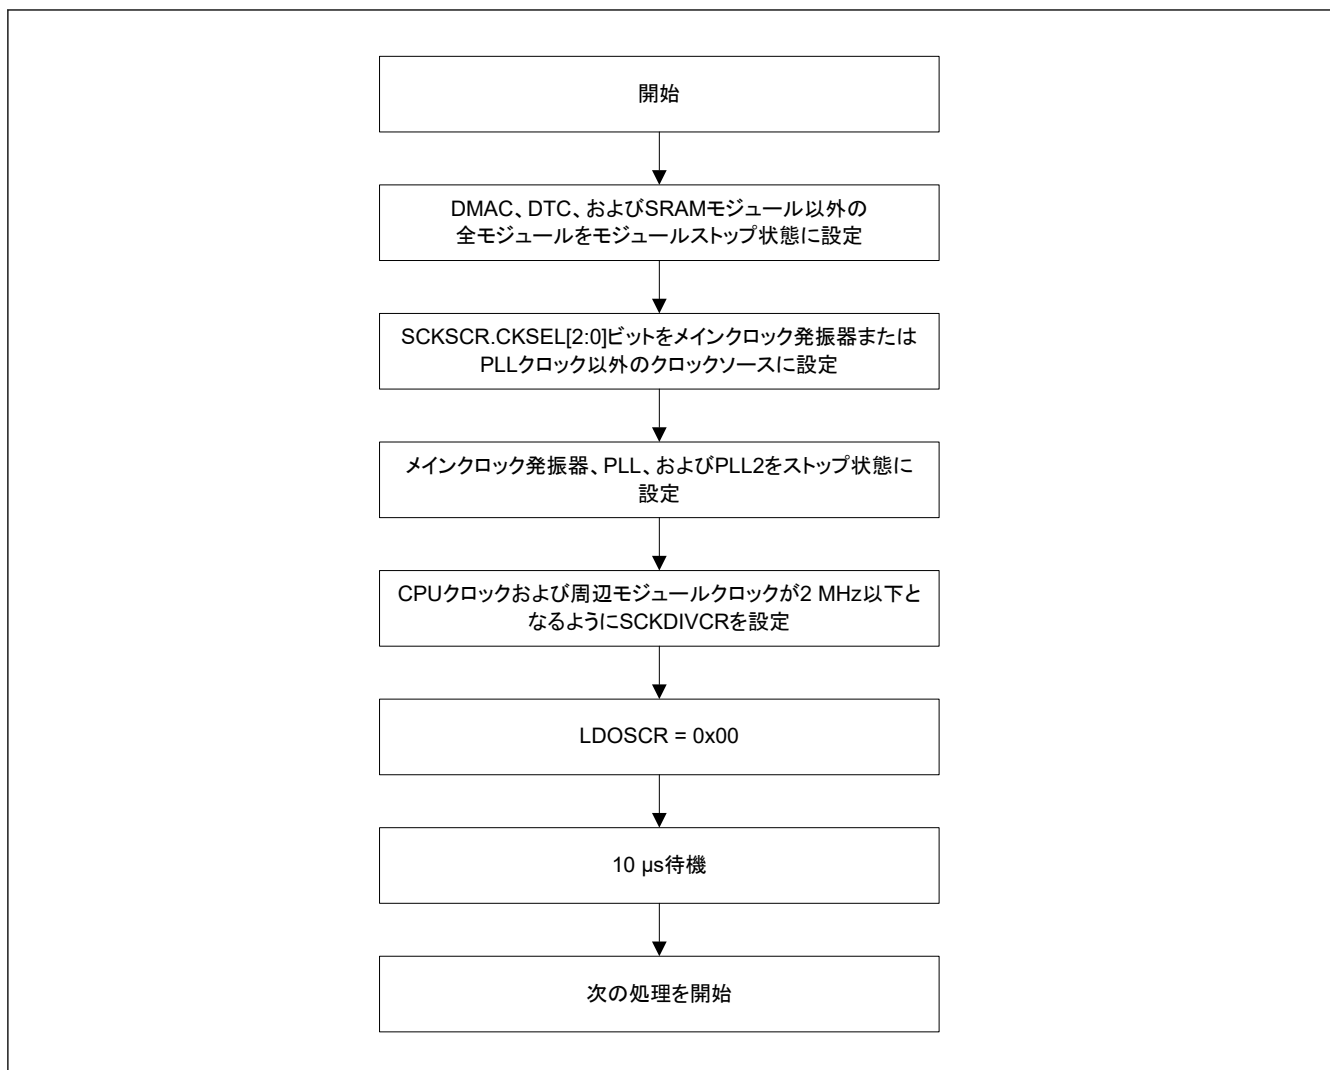 開始
DMAC、DTC、およびSRAMモジュール以外の
全モジュールをモジュールストップ状態に設定
SCKSCR.CKSEL[2:0]ビットをメインクロック発振器または
PLLクロック以外のクロックソースに設定
メインクロック発振器、PLL、およびPLL2をストップ状態に
設定
CPUクロックおよび周辺モジュールクロックが2 MHz以下と
なるようにSCKDIVCRを設定
LDOSCR = 0x00
10 µs待機
次の処理を開始